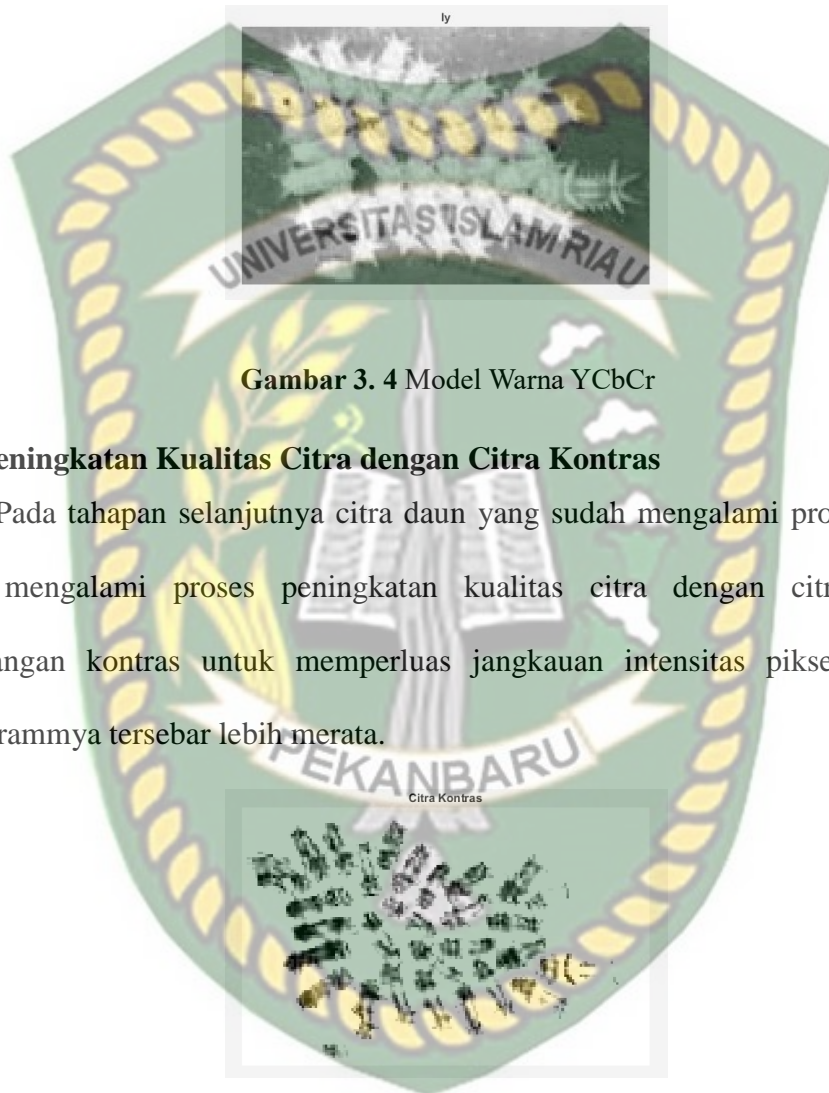 Iy
UNIVERSITAS ISLAM RIAU
Gambar 3. 4 Model Warna YCbCr
eningkatan Kualitas Citra dengan Citra Kontras
Pada tahapan selanjutnya citra daun yang sudah mengalami pro
mengalami proses peningkatan kualitas citra dengan citr
angan kontras untuk memperluas jangkauan intensitas pikse
rammya tersebar lebih merata.
PEKANBARU
Citra Kontras